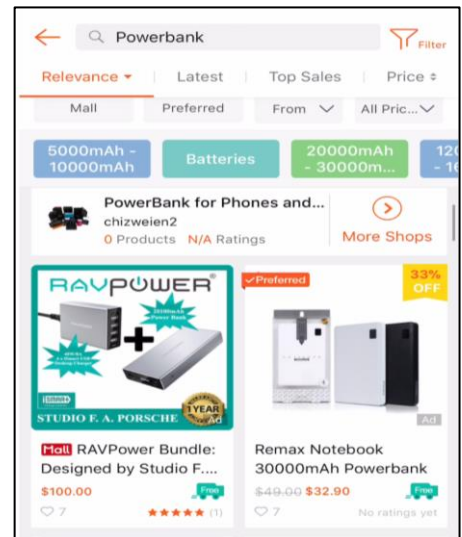 Powerbank
Filter
Relevance
Latest
Top Sales
Price
Mall
Preferred
From
All Pric...
5000mAh -
10000mAh
Batteries
20000mAh
- 30000m...
PowerBank for Phones and...
chizweien2
0 Products N/A Ratings
More Shops
RAVPOWER
Power Bank
STUDIO F. A. PORSCHE
1 YEAR
Ad
Preferred
33%
OFF
Ad
Mall RAVPower Bundle:
Designed by Studio F....
$100.00
Free
7
(1)
Remax Notebook
30000mAh Powerbank
$49.00 $32.90
Free
7
No ratings yet